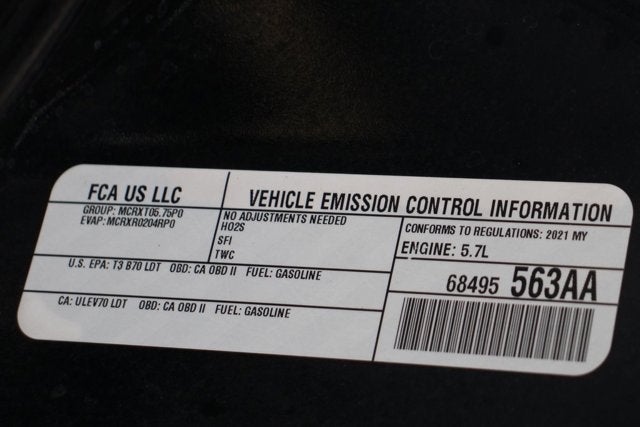 FCA US LLC
GROUP: MCRXT05.75P0
EVAP: MCRXR0204RP0
VEHICLE EMISSION CONTROL INFORMATION
NO ADJUSTMENTS NEEDED
HO2S
SFI
TWC
CONFORMS TO REGULATIONS: 2021 MY
ENGINE: 5.7L
U.S. EPA: T3 B70 LDT OBD: CA OBD II FUEL: GASOLINE
CA: ULEV70 LDT OBD: CA OBD II FUEL: GASOLINE
68495 563AA